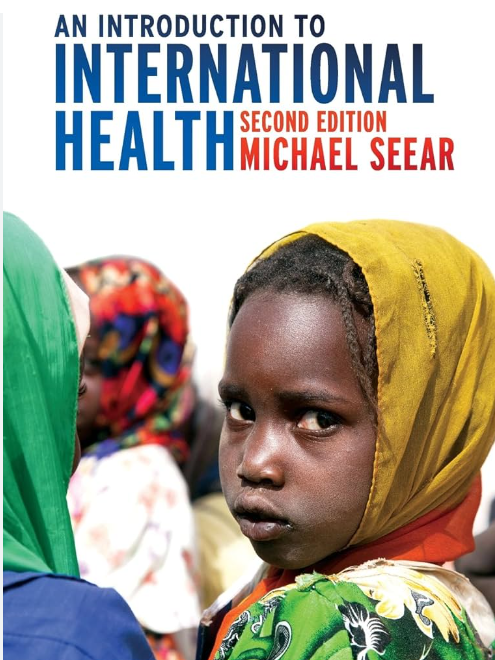 AN INTRODUCTION TO
INTERNATIONAL
HEALTH
SECOND EDITION
MICHAEL SEEAR